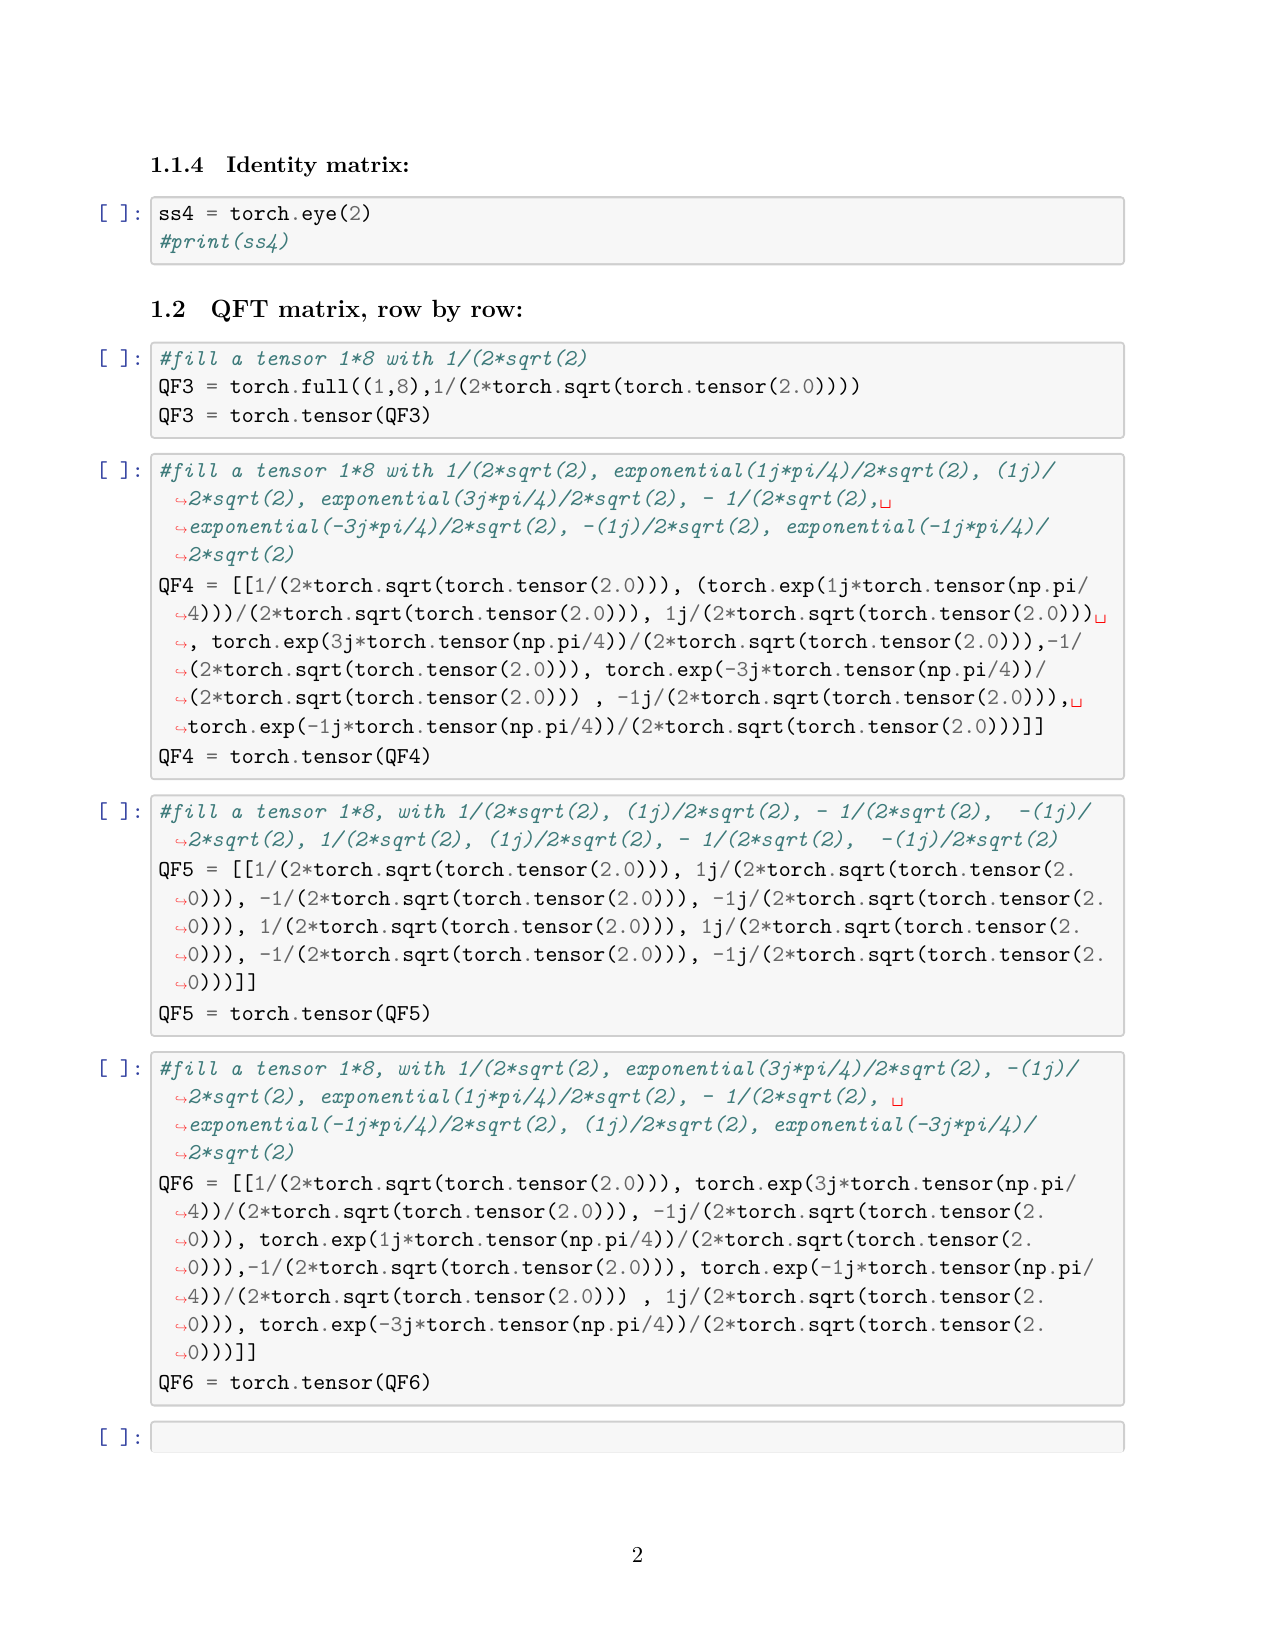 1.1.4 Identity matrix:
[ ]: ss4 = torch.eye(2)
#print(ss4)
1.2 QFT matrix, row by row:
[ ]: #fill a tensor 1*8 with 1/(2*sqrt(2)
QF3 = torch.full((1,8),1/(2*torch.sqrt(torch.tensor(2.0))))
QF3 = torch.tensor(QF3)
[ ]: #fill a tensor 1*8 with 1/(2*sqrt(2), exponential(1j*pi/4)/2*sqrt(2), (1j)/
↪2*sqrt(2), exponential(3j*pi/4)/2*sqrt(2), - 1/(2*sqrt(2),␣
↪exponential(-3j*pi/4)/2*sqrt(2), -(1j)/2*sqrt(2), exponential(-1j*pi/4)/
↪2*sqrt(2)
QF4 = [[1/(2*torch.sqrt(torch.tensor(2.0))), (torch.exp(1j*torch.tensor(np.pi/
↪4)))/(2*torch.sqrt(torch.tensor(2.0))), 1j/(2*torch.sqrt(torch.tensor(2.0)))␣
↪, torch.exp(3j*torch.tensor(np.pi/4))/(2*torch.sqrt(torch.tensor(2.0))),-1/
↪(2*torch.sqrt(torch.tensor(2.0))), torch.exp(-3j*torch.tensor(np.pi/4))/
↪(2*torch.sqrt(torch.tensor(2.0))) , -1j/(2*torch.sqrt(torch.tensor(2.0))),␣
↪torch.exp(-1j*torch.tensor(np.pi/4))/(2*torch.sqrt(torch.tensor(2.0)))]]
QF4 = torch.tensor(QF4)
[ ]: #fill a tensor 1*8, with 1/(2*sqrt(2), (1j)/2*sqrt(2), - 1/(2*sqrt(2),  -(1j)/
↪2*sqrt(2), 1/(2*sqrt(2), (1j)/2*sqrt(2), - 1/(2*sqrt(2),  -(1j)/2*sqrt(2)
QF5 = [[1/(2*torch.sqrt(torch.tensor(2.0))), 1j/(2*torch.sqrt(torch.tensor(2.
↪0))), -1/(2*torch.sqrt(torch.tensor(2.0))), -1j/(2*torch.sqrt(torch.tensor(2.
↪0))), 1/(2*torch.sqrt(torch.tensor(2.0))), 1j/(2*torch.sqrt(torch.tensor(2.
↪0))), -1/(2*torch.sqrt(torch.tensor(2.0))), -1j/(2*torch.sqrt(torch.tensor(2.
↪0)))]]
QF5 = torch.tensor(QF5)
[ ]: #fill a tensor 1*8, with 1/(2*sqrt(2), exponential(3j*pi/4)/2*sqrt(2), -(1j)/
↪2*sqrt(2), exponential(1j*pi/4)/2*sqrt(2), - 1/(2*sqrt(2), ␣
↪exponential(-1j*pi/4)/2*sqrt(2), (1j)/2*sqrt(2), exponential(-3j*pi/4)/
↪2*sqrt(2)
QF6 = [[1/(2*torch.sqrt(torch.tensor(2.0))), torch.exp(3j*torch.tensor(np.pi/
↪4))/(2*torch.sqrt(torch.tensor(2.0))), -1j/(2*torch.sqrt(torch.tensor(2.
↪0))), torch.exp(1j*torch.tensor(np.pi/4))/(2*torch.sqrt(torch.tensor(2.
↪0))),-1/(2*torch.sqrt(torch.tensor(2.0))), torch.exp(-1j*torch.tensor(np.pi/
↪4))/(2*torch.sqrt(torch.tensor(2.0))) , 1j/(2*torch.sqrt(torch.tensor(2.
↪0))), torch.exp(-3j*torch.tensor(np.pi/4))/(2*torch.sqrt(torch.tensor(2.
↪0)))]]
QF6 = torch.tensor(QF6)
[ ]:
2